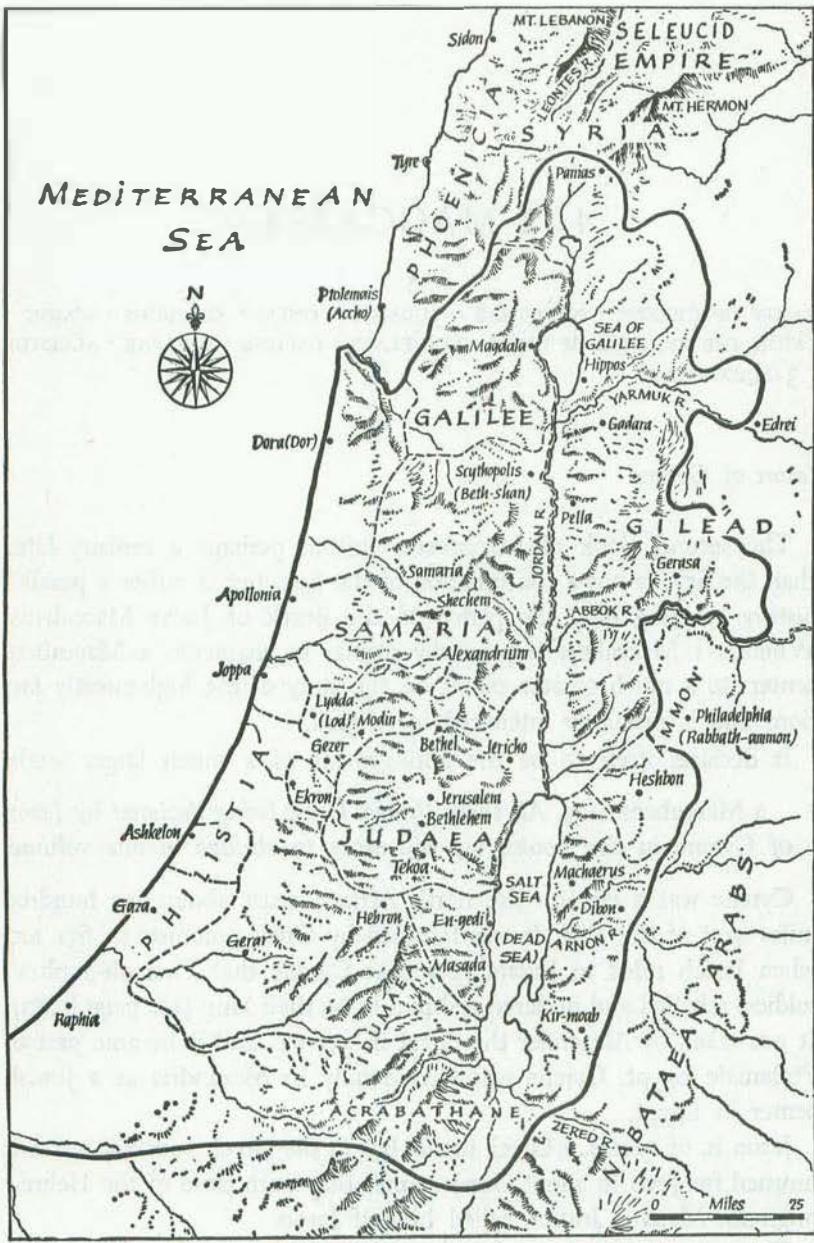 MT. LEBANON
Sidon
SELEUCID
EMPIRE
LEONTES R.
MT. HERMON
SYRIA
PHOENICIA
Tyre
Panias
MEDITERRANEAN
SEA
N
Ptolemais
(Accho)
SEA OF
GALILEE
Magdala
Hippos
GALILEE
YARMUK R.
Dora (Dor)
Gadara
Edrei
Scythopolis
(Beth-shan)
JORDAN R.
Pella
GILEAD
Samaria
Gerasa
Apollonia
Shechem
JABBOK R.
SAMARIA
Alexandrium
Joppa
AMMON
Lydda
(Lod)
Modin
Philadelphia
(Rabbath-ammon)
Gezer
Bethel
Jericho
Heshbon
Ekron
Jerusalem
Bethlehem
Ashkelon
JUDAEA
Tekoa
SALT
SEA
Machaerus
Gaza
PHILISTIA
Hebron
En-gedi
Dibon
Gerar
(DEAD
SEA)
ARNON R.
Masada
Raphia
Kir-moab
NABATEAN ARABS
ACRABATHANE
ZERED R.
0 Miles 25